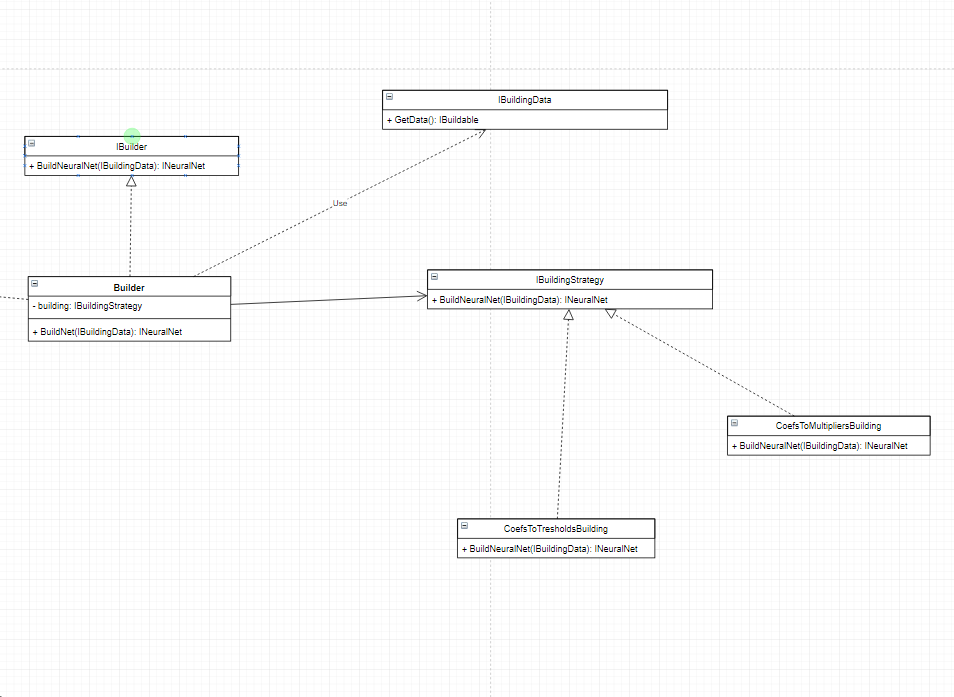 IBuildingData
+ GetData(): IBuildable
IBuilder
+ BuildNeuralNet(IBuildingData): INeuralNet
Use
Builder
- building: IBuildingStrategy
+ BuildNet(IBuildingData): INeuralNet
IBuildingStrategy
+ BuildNeuralNet(IBuildingData): INeuralNet
CoefsToMultipliersBuilding
+ BuildNeuralNet(IBuildingData): INeuralNet
CoefsToTresholdsBuilding
+ BuildNeuralNet(IBuildingData): INeuralNet